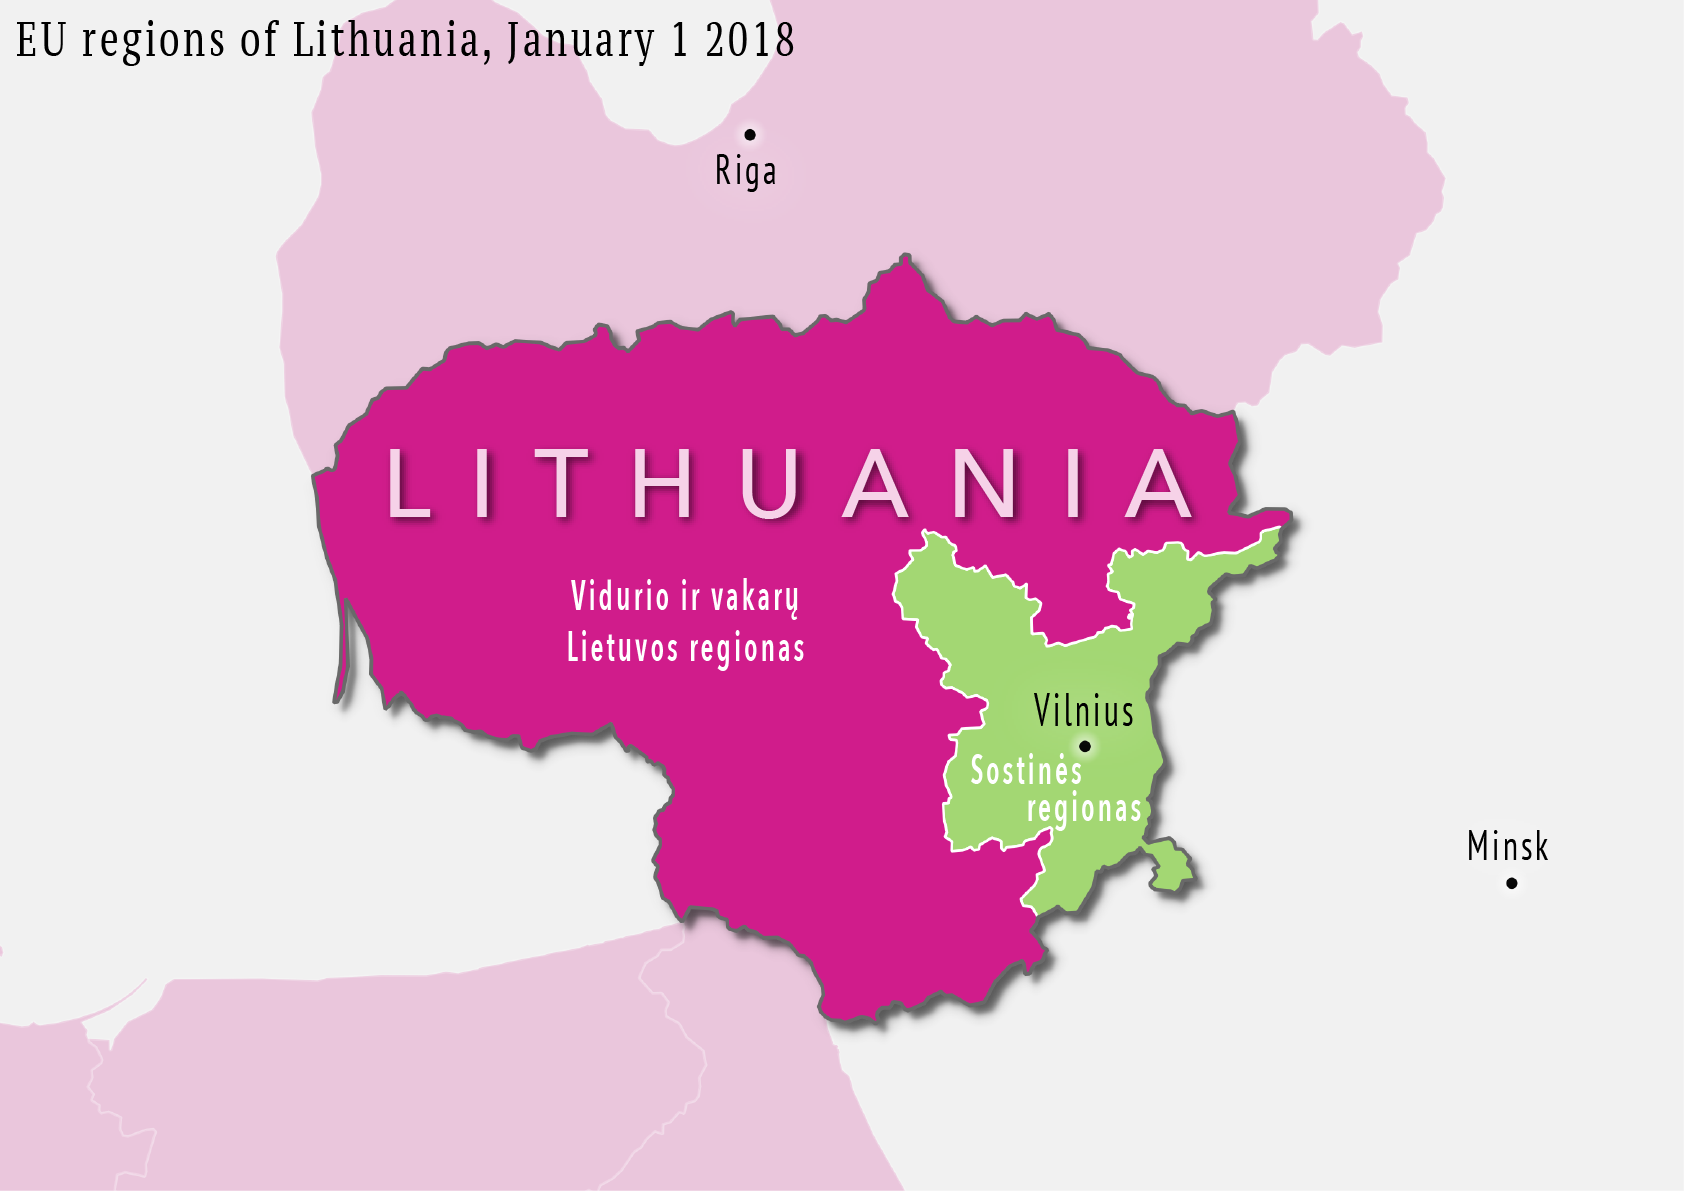 EU regions of Lithuania, January 1 2018
Riga
LITHUANIA
Vidurio ir vakarų
Lietuvos regionas
Vilnius
Sostinės
regionas
Minsk